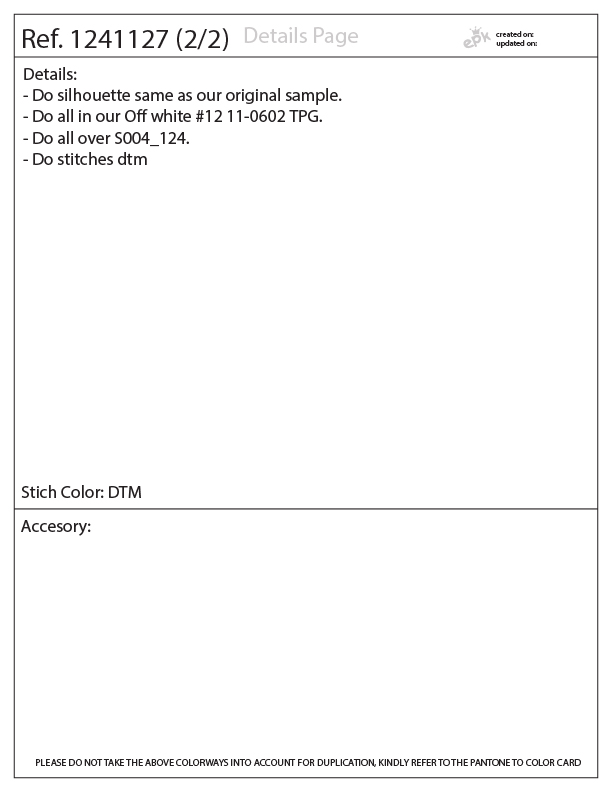 Ref. 1241127 (2/2) Details Page
epk
created on:
updated on:
Details:
- Do silhouette same as our original sample.
- Do all in our Off white #12 11-0602 TPG.
- Do all over S004_124.
- Do stitches dtm
Stich Color: DTM
Accesory:
PLEASE DO NOT TAKE THE ABOVE COLORWAYS INTO ACCOUNT FOR DUPLICATION, KINDLY REFER TO THE PANTONE TO COLOR CARD